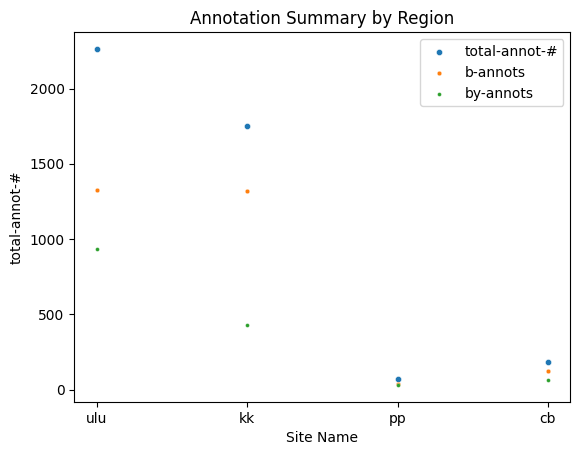 Annotation Summary by Region
total-annot-#
b-annots
by-annots
total-annot-#
2000
1500
1000
500
0
ulu
kk
pp
cb
Site Name